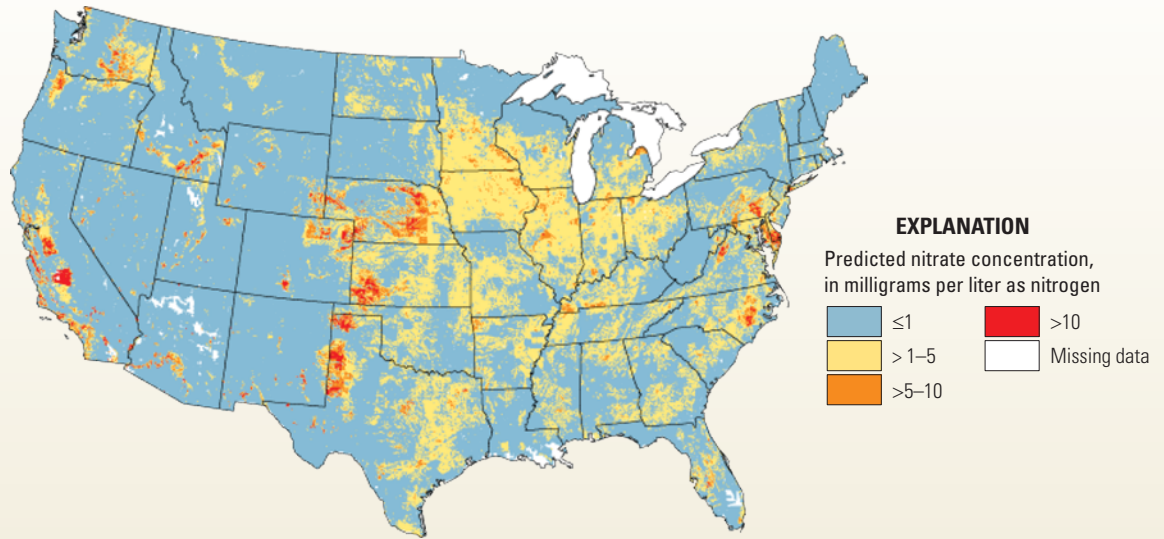 EXPLANATION
Predicted nitrate concentration,
in milligrams per liter as nitrogen
≤1
>10
> 1–5
Missing data
>5–10